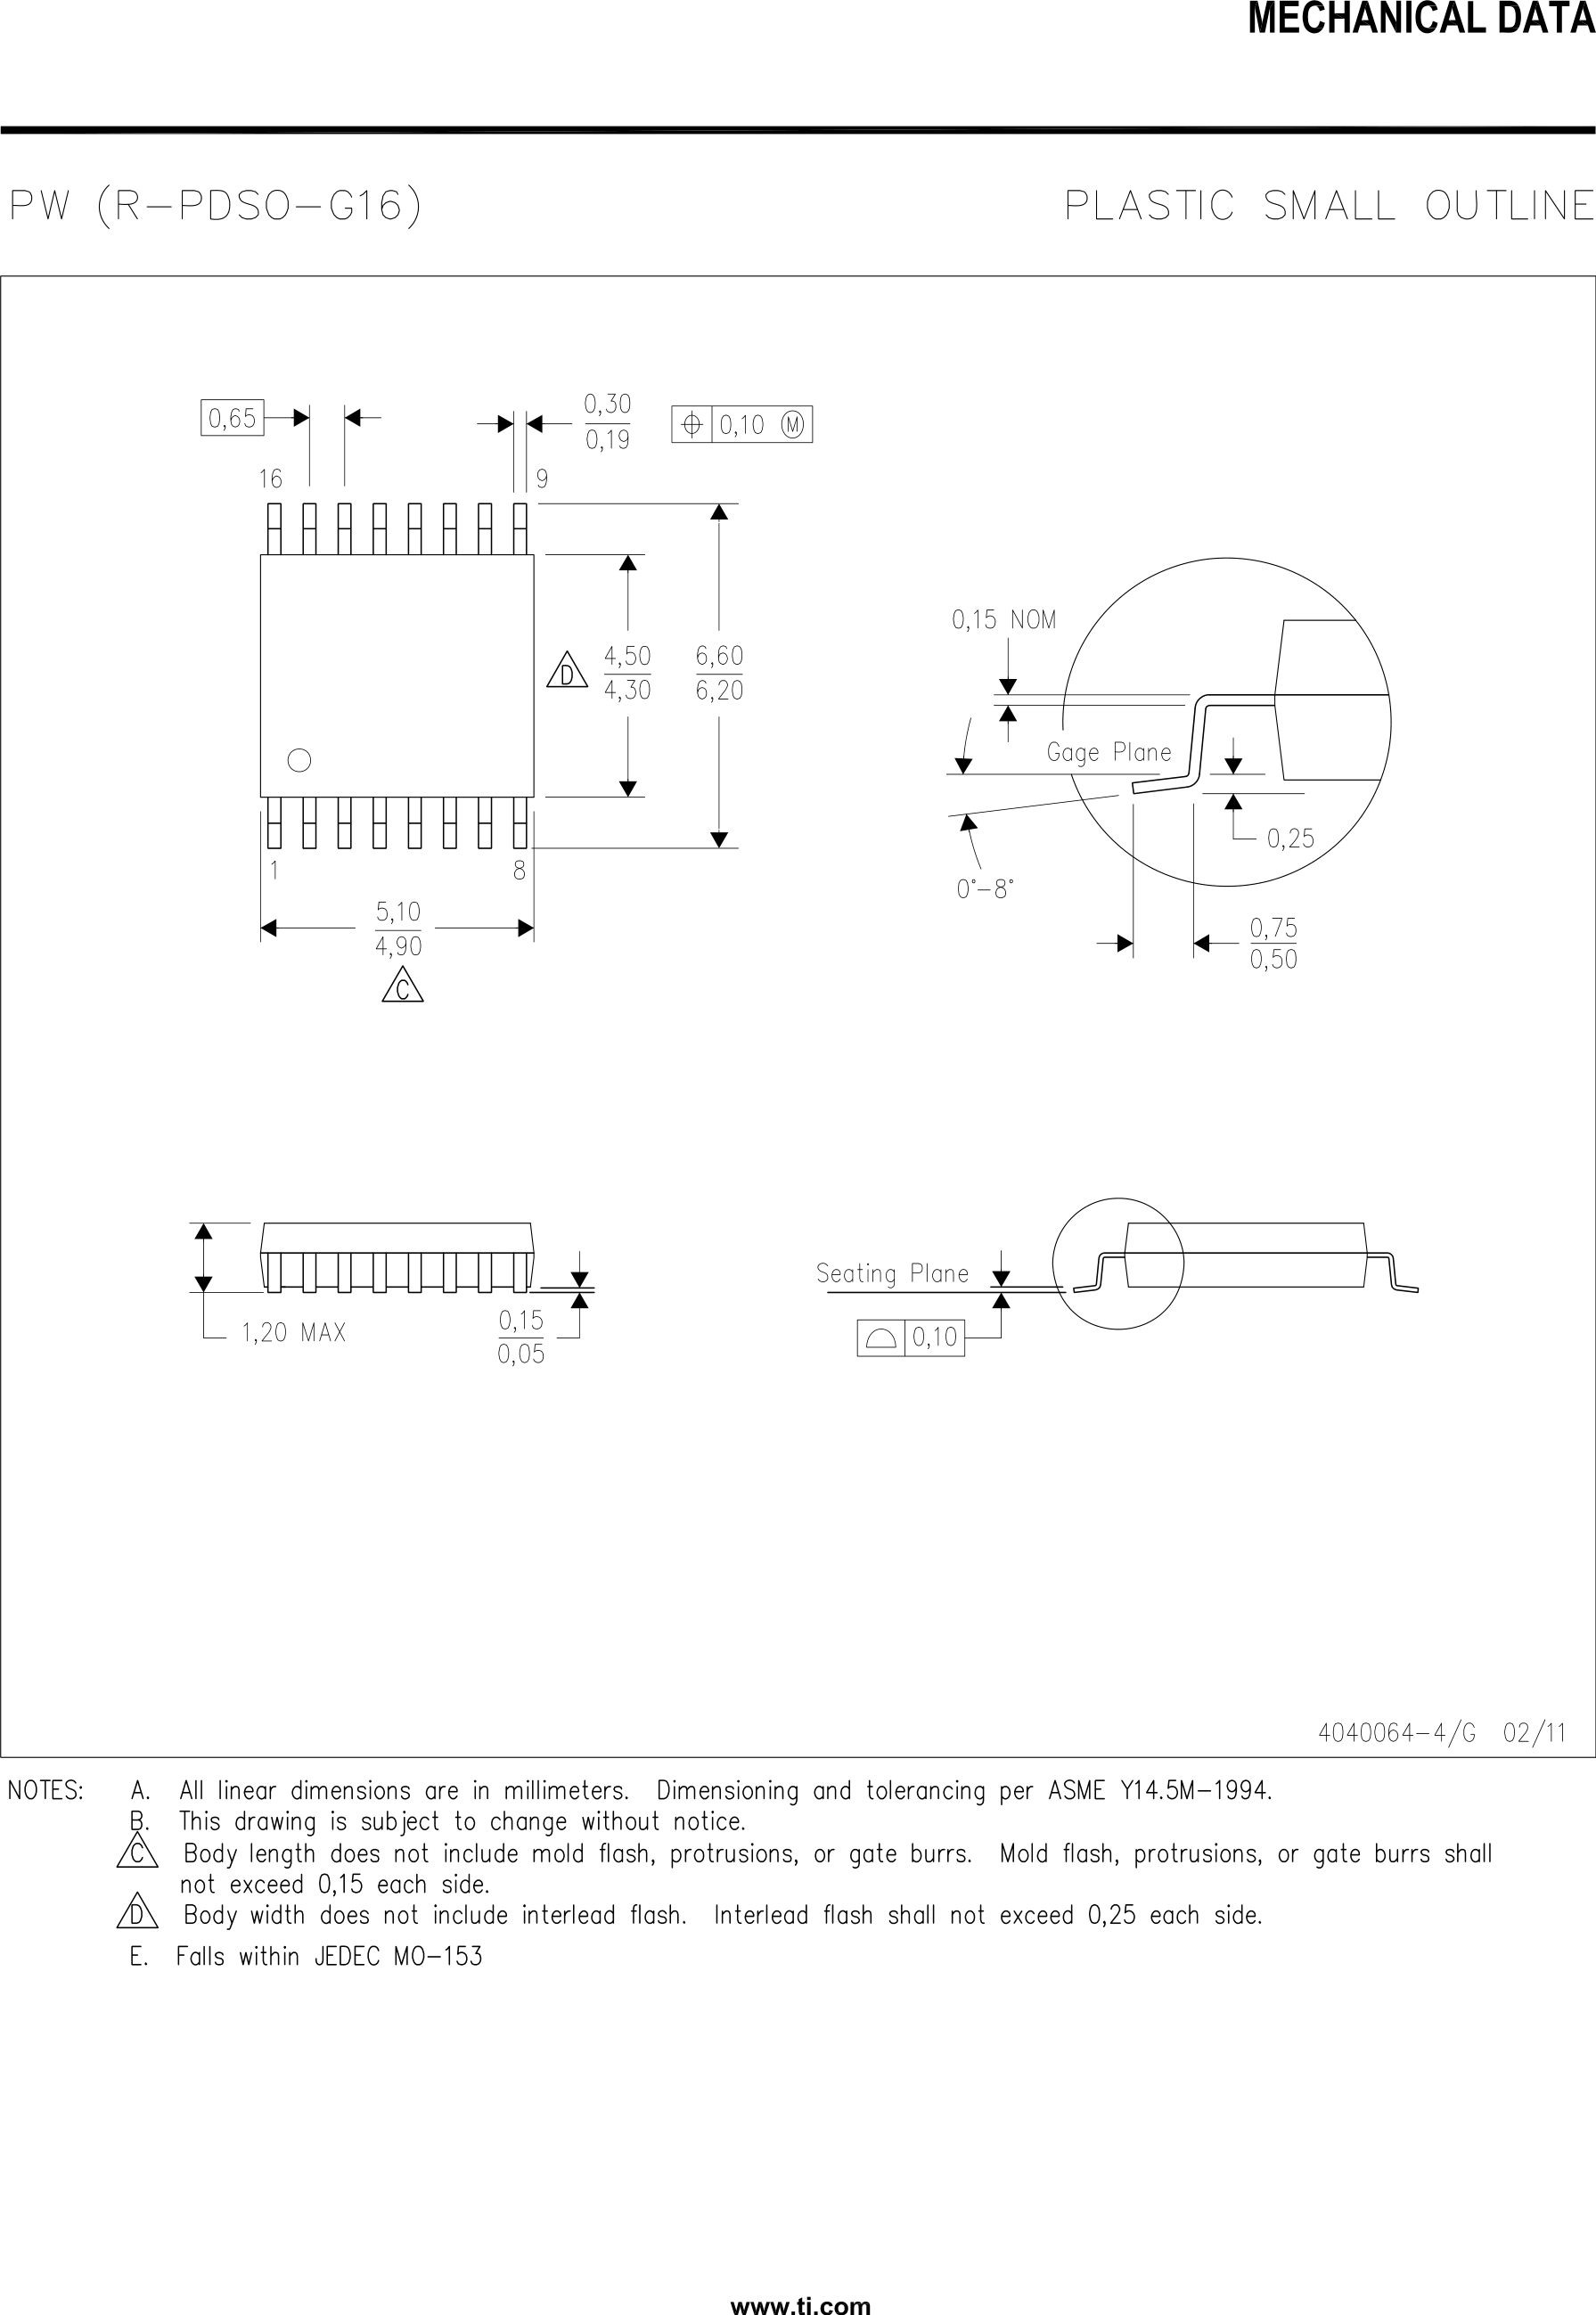 MECHANICAL DATA
PW (R-PDSO-G16) PLASTIC SMALL OUTLINE
0,65
0,30
0,19
0,10 M
16 9
4,50
4,30
D
6,60
6,20
1 8
5,10
4,90
C
0,15 NOM
Gage Plane
0,25
0°-8°
0,75
0,50
1,20 MAX
0,15
0,05
Seating Plane
0,10
4040064-4/G 02/11
NOTES: A. All linear dimensions are in millimeters. Dimensioning and tolerancing per ASME Y14.5M-1994.
B. This drawing is subject to change without notice.
C Body length does not include mold flash, protrusions, or gate burrs. Mold flash, protrusions, or gate burrs shall
not exceed 0,15 each side.
D Body width does not include interlead flash. Interlead flash shall not exceed 0,25 each side.
E. Falls within JEDEC MO-153
www.ti.com